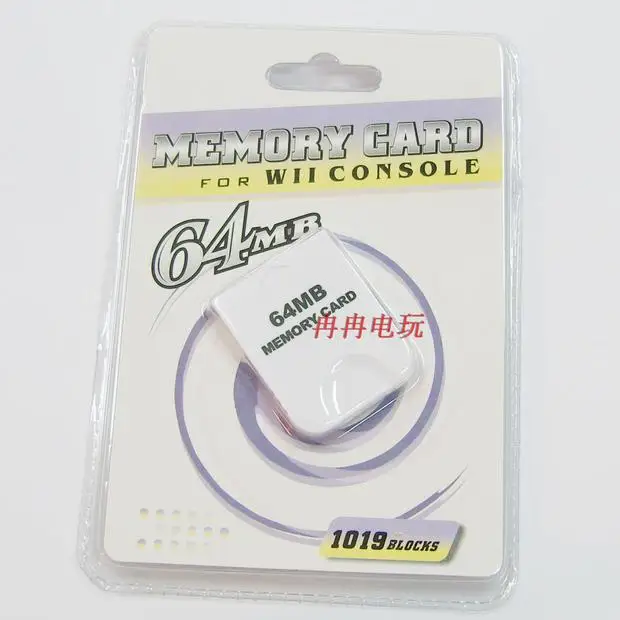 MEMORY CARD
FOR WII CONSOLE
64MB
64MB
MEMORY CARD
冉冉电玩
1019 BLOCKS